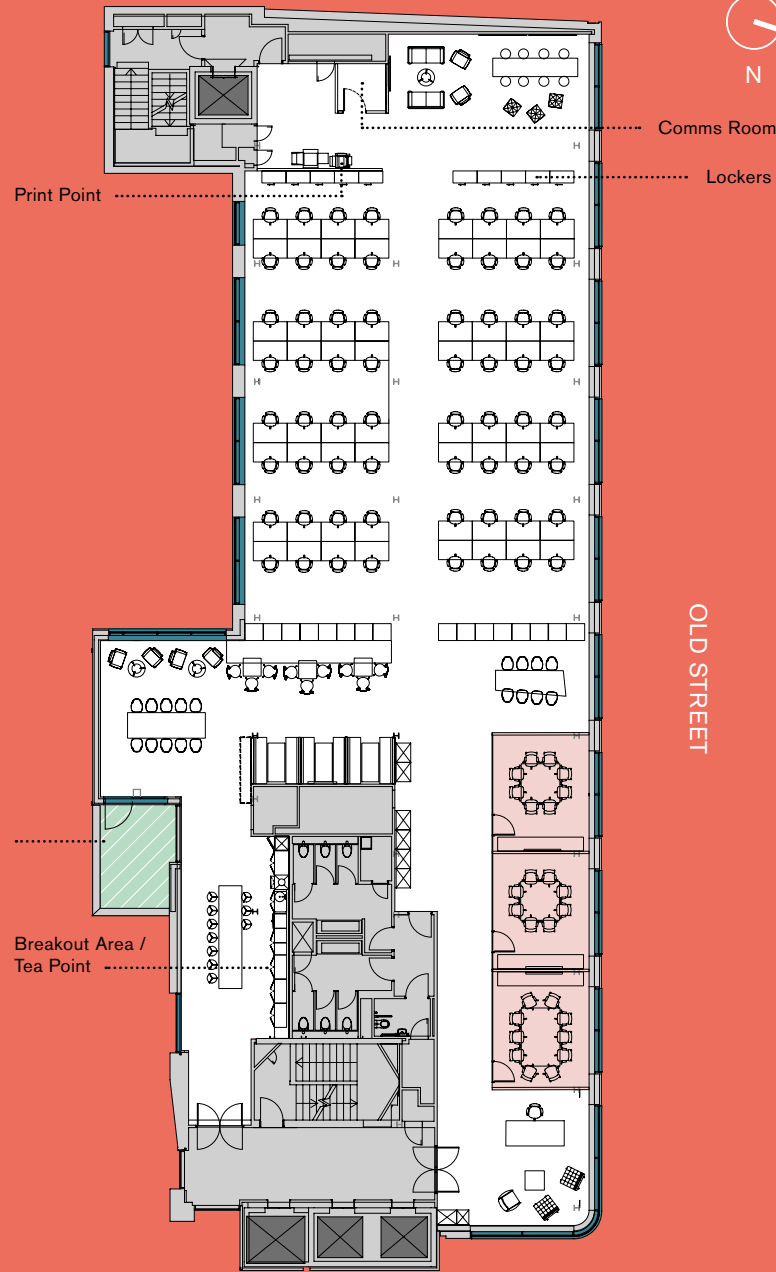 N
Comms Room
Lockers
Print Point
OLD STREET
Breakout Area /
Tea Point